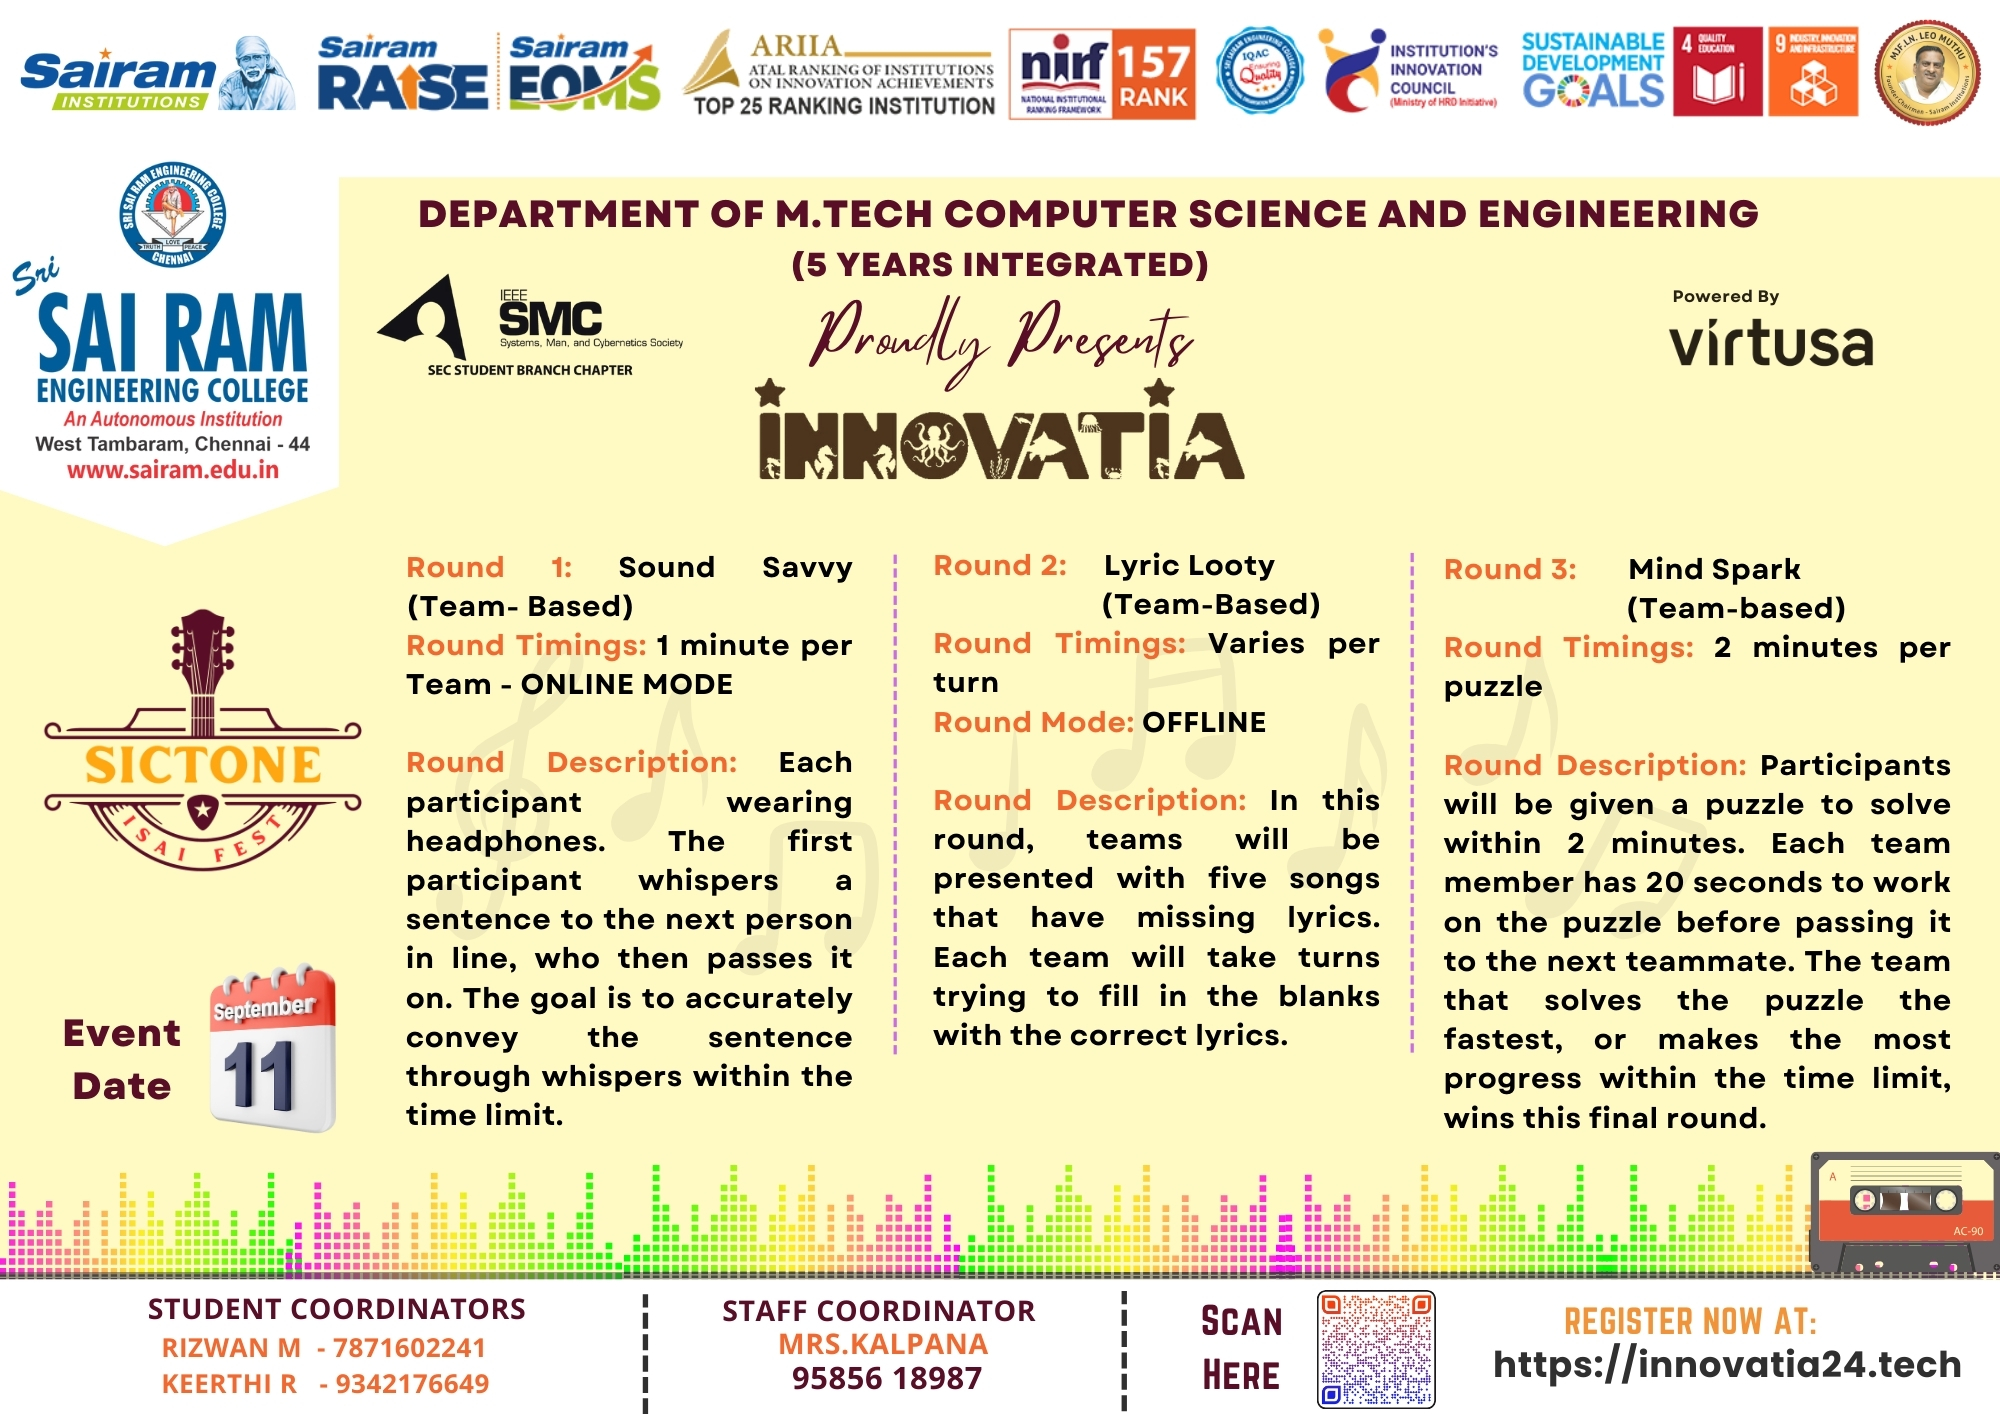 Sairam
INSTITUTIONS
Sairam
RAISE
Sairam
EOMS
ARIIA
ATAL RANKING OF INSTITUTIONS
ON INNOVATION ACHIEVEMENTS
TOP 25 RANKING INSTITUTION
nirf
NATIONAL INSTITUTIONAL
RANKING FRAMEWORK
157
RANK
IQAC
Ensuring
Quality
INSTITUTION'S
INNOVATION
COUNCIL
(Ministry of HRD Initiative)
SUSTAINABLE
DEVELOPMENT
GOALS
4 QUALITY
EDUCATION
9 INDUSTRY, INNOVATION
AND INFRASTRUCTURE
MJF.LN. LEO MUTHU
Founder Chairman - Sairam Institutions
SRI SAI RAM ENGINEERING COLLEGE
TRUTH LOVE PEACE
CHENNAI
Sri
SAI RAM
ENGINEERING COLLEGE
An Autonomous Institution
West Tambaram, Chennai - 44
www.sairam.edu.in
DEPARTMENT OF M.TECH COMPUTER SCIENCE AND ENGINEERING
(5 YEARS INTEGRATED)
IEEE
SMC
Systems, Man, and Cybernetics Society
SEC STUDENT BRANCH CHAPTER
Proudly Presents
INNOVATIA
Powered By
virtusa
SICTONE
ISAI FEST
Event
Date
September
11
Round 1: Sound Savvy
(Team- Based)
Round Timings: 1 minute per
Team - ONLINE MODE
Round Description: Each
participant wearing
headphones. The first
participant whispers a
sentence to the next person
in line, who then passes it
on. The goal is to accurately
convey the sentence
through whispers within the
time limit.
Round 2: Lyric Looty
(Team-Based)
Round Timings: Varies per
turn
Round Mode: OFFLINE
Round Description: In this
round, teams will be
presented with five songs
that have missing lyrics.
Each team will take turns
trying to fill in the blanks
with the correct lyrics.
Round 3: Mind Spark
(Team-based)
Round Timings: 2 minutes per
puzzle
Round Description: Participants
will be given a puzzle to solve
within 2 minutes. Each team
member has 20 seconds to work
on the puzzle before passing it
to the next teammate. The team
that solves the puzzle the
fastest, or makes the most
progress within the time limit,
wins this final round.
A
AC-90
STUDENT COORDINATORS
RIZWAN M - 7871602241
KEERTHI R - 9342176649
STAFF COORDINATOR
MRS.KALPANA
95856 18987
SCAN
HERE
REGISTER NOW AT:
https://innovatia24.tech